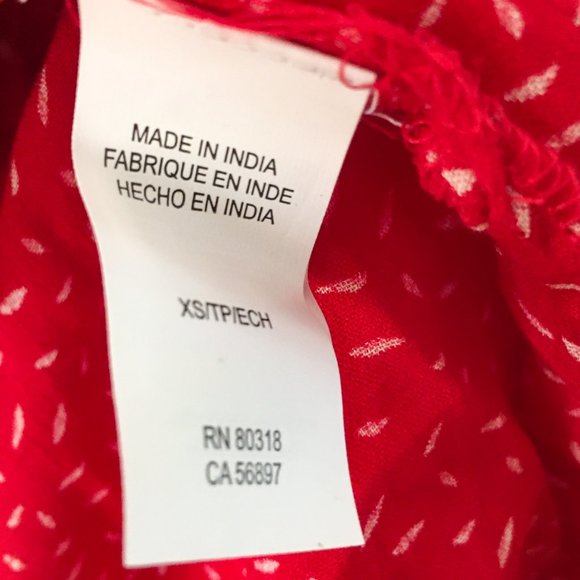 MADE IN INDIA
FABRIQUE EN INDE
HECHO EN INDIA
XS/TP/ECH
RN 80318
CA 56897